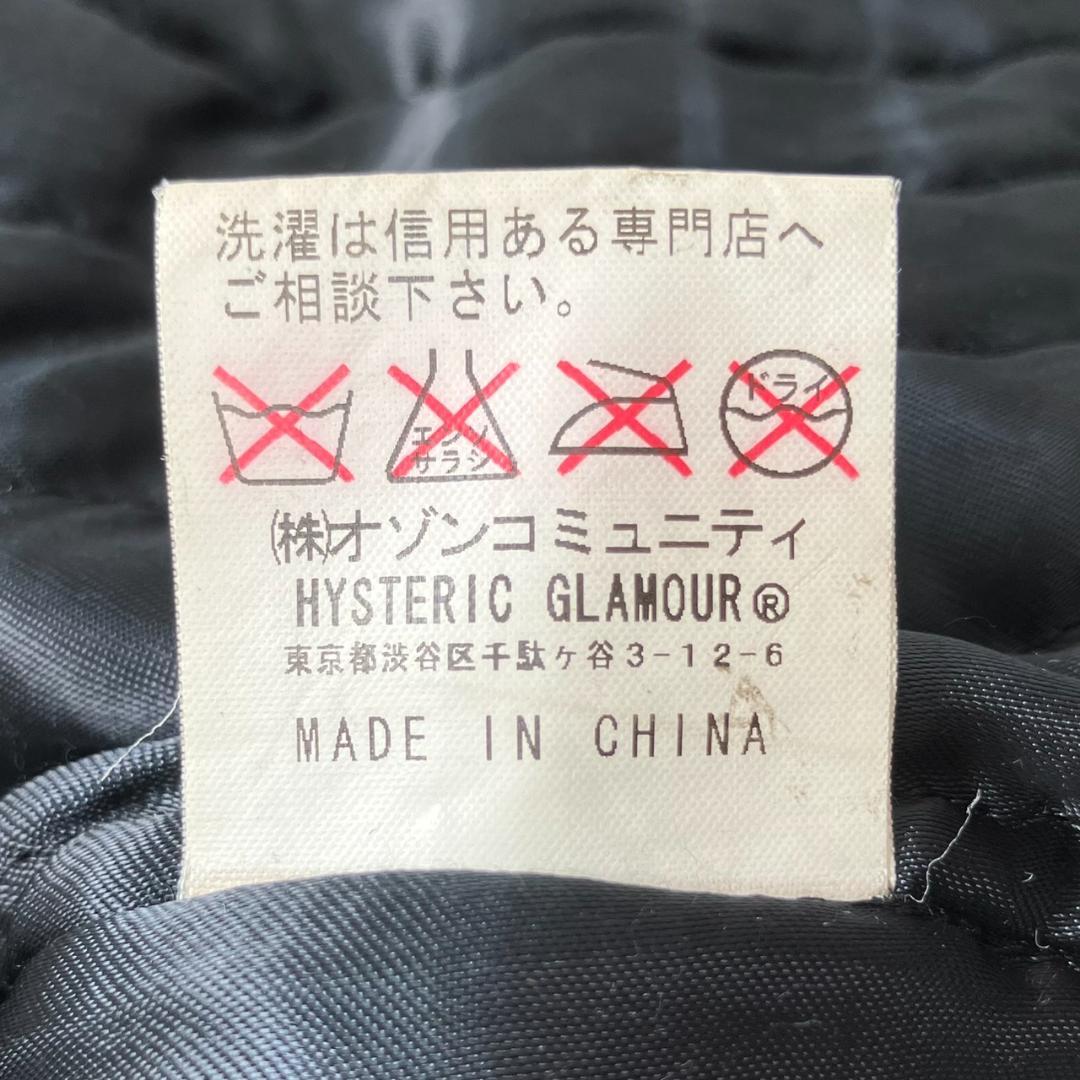 洗濯は信用ある専門店へ
ご相談下さい。
エンソ
サラシ
ドライ
㈱オゾンコミュニティ
HYSTERIC GLAMOUR®
東京都渋谷区千駄ヶ谷3-12-6
MADE IN CHINA